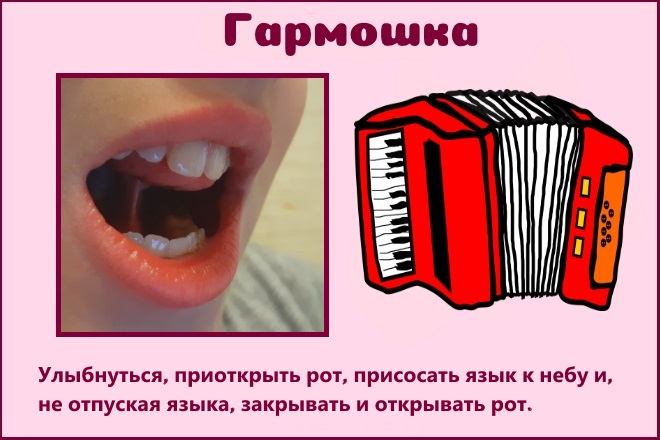 Гармошка
Улыбнуться, приоткрыть рот, присосать язык к небу и,
не отпуская языка, закрывать и открывать рот.